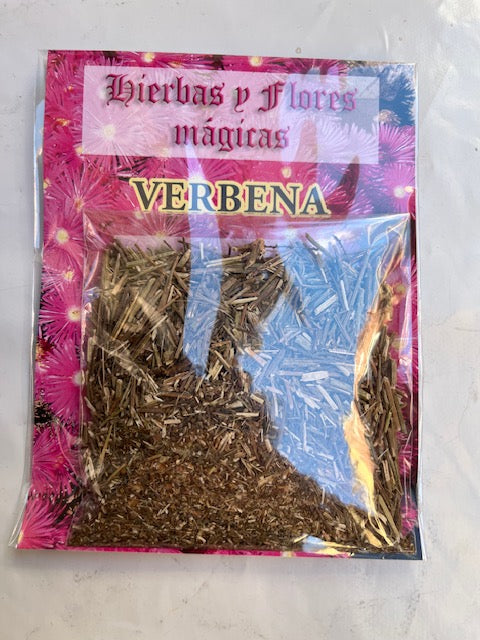 Hierbas y Flores
mágicas
VERBENA